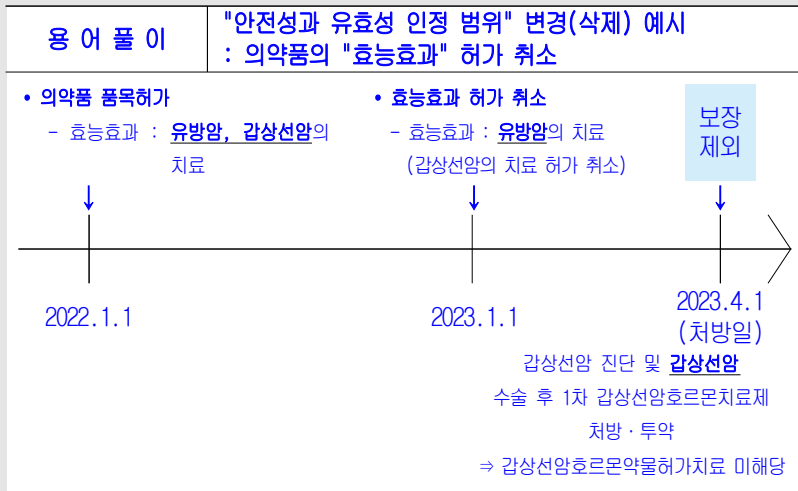 용 어 풀 이
"안전성과 유효성 인정 범위" 변경(삭제) 예시
: 의약품의 "효능효과" 허가 취소
• 의약품 품목허가
- 효능효과 : 유방암, 갑상선암의
치료
• 효능효과 허가 취소
- 효능효과 : 유방암의 치료
(갑상선암의 치료 허가 취소)
보장
제외
2022.1.1
2023.1.1
2023.4.1
(처방일)
갑상선암 진단 및 갑상선암
수술 후 1차 갑상선암호르몬치료제
처방·투약
⇒ 갑상선암호르몬약물허가치료 미해당